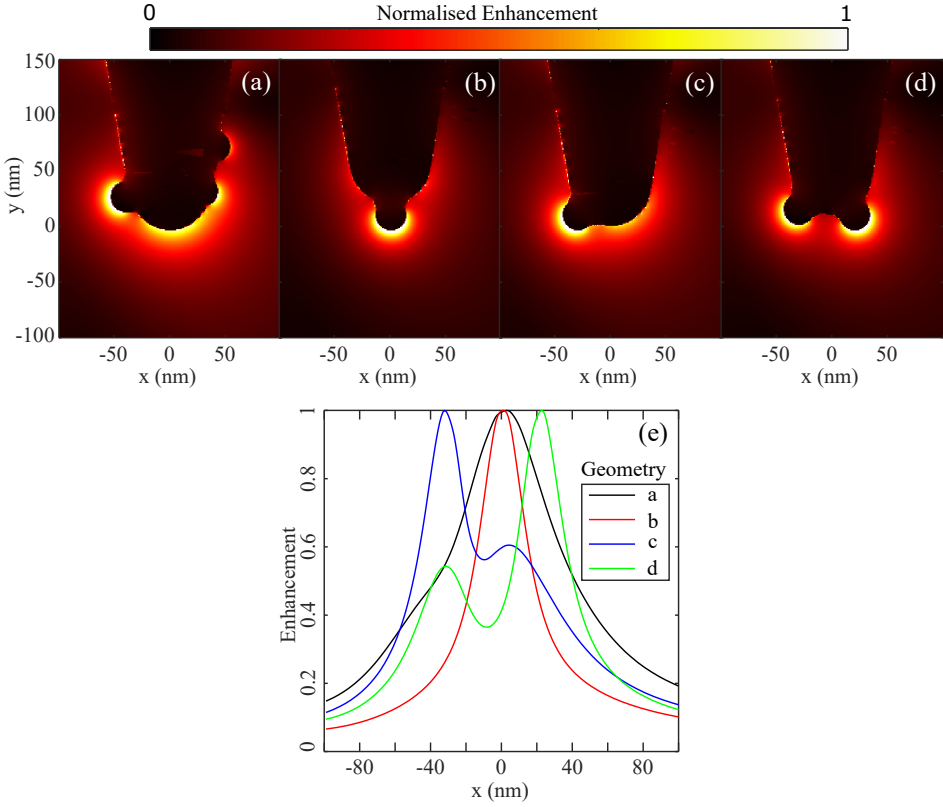 0 Normalised Enhancement 1
150 (a) (b) (c) (d)
100
50
0
-50
-100
y (nm)
-50 0 50 -50 0 50 -50 0 50 -50 0 50
x (nm) x (nm) x (nm) x (nm)
1 (e)
Geometry
0.8 a
b
0.6 c
d
0.4
0.2
0
Enhancement
-80 -40 0 40 80
x (nm)